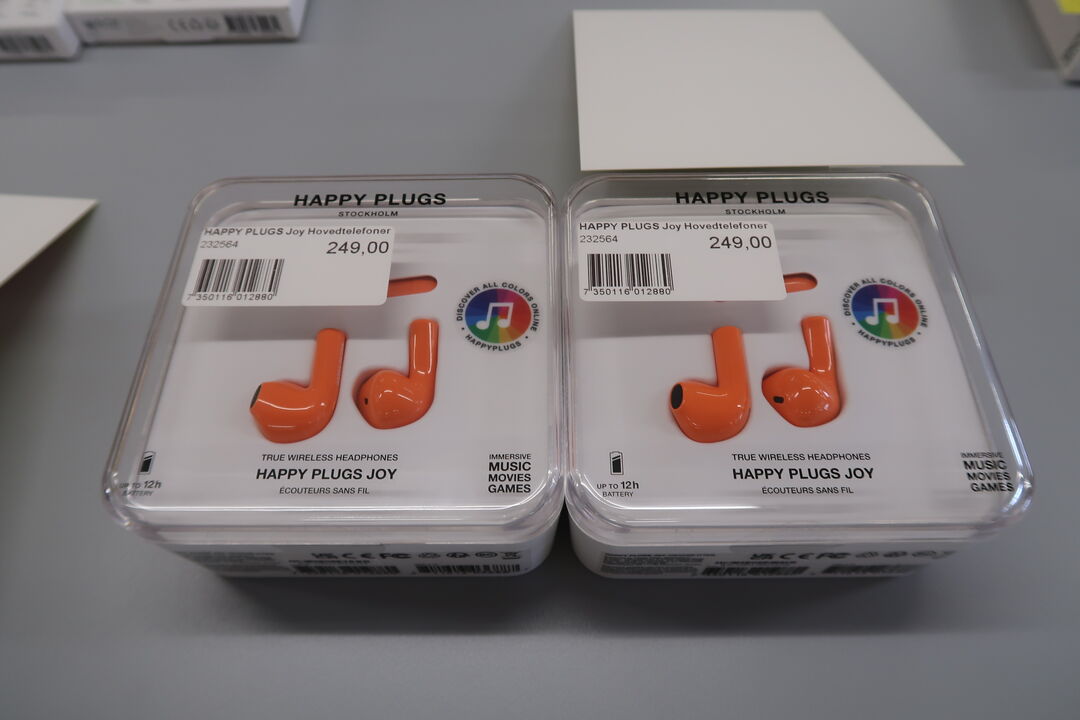 HAPPY PLUGS
STOCKHOLM
HAPPY PLUGS Joy Hovedtelefoner
232564
249,00
7 350116 012880
DISCOVER ALL COLORS ONLINE
• HAPPYPLUGS •
UP TO 12h
BATTERY
TRUE WIRELESS HEADPHONES
HAPPY PLUGS JOY
ÉCOUTEURS SANS FIL
IMMERSIVE
MUSIC
MOVIES
GAMES
HAPPY PLUGS
STOCKHOLM
HAPPY PLUGS Joy Hovedtelefoner
232564
249,00
7 350116 012880
DISCOVER ALL COLORS ONLINE
• HAPPYPLUGS •
UP TO 12h
BATTERY
TRUE WIRELESS HEADPHONES
HAPPY PLUGS JOY
ÉCOUTEURS SANS FIL
IMMERSIVE
MUSIC
MOVIES
GAMES